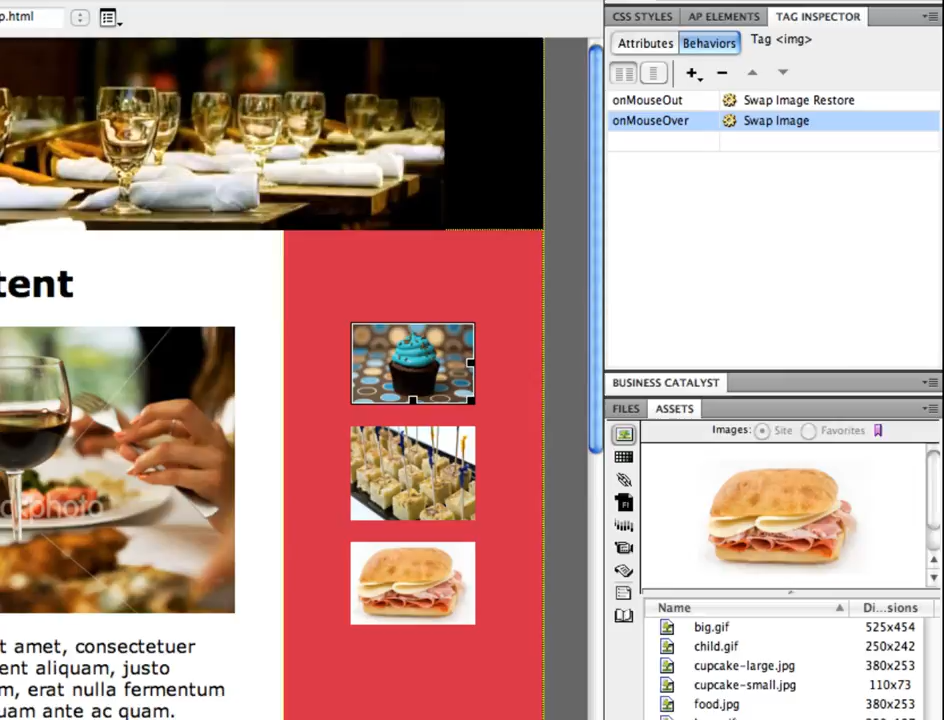 p.html
CSS STYLES AP ELEMENTS TAG INSPECTOR
Attributes Behaviors Tag <img>
onMouseOut Swap Image Restore
onMouseOver Swap Image
tent
BUSINESS CATALYST
FILES ASSETS
Images: Site Favorites
ckphoto
Name Di...sions
big.gif 525x454
child.gif 250x242
cupcake-large.jpg 380x253
cupcake-small.jpg 110x73
food.jpg 380x253
t amet, consectetuer
ent aliquam, justo
m, erat nulla fermentum
uam ante ac quam.